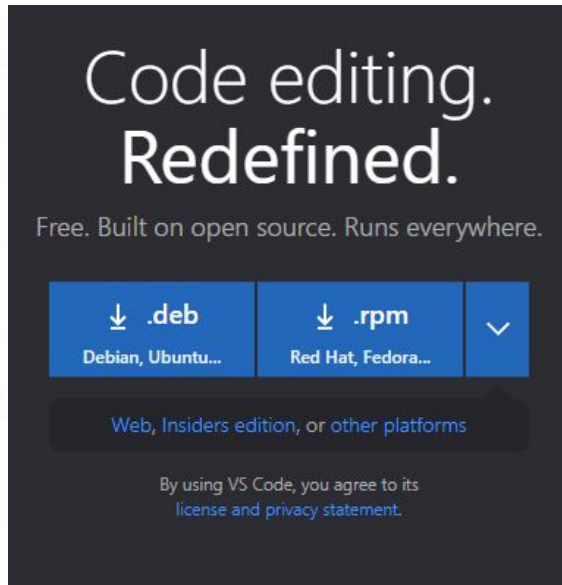 Code editing.
Redefined.
Free. Built on open source. Runs everywhere.
.deb
Debian, Ubuntu...
.rpm
Red Hat, Fedora...
Web, Insiders edition, or other platforms
By using VS Code, you agree to its
license and privacy statement.